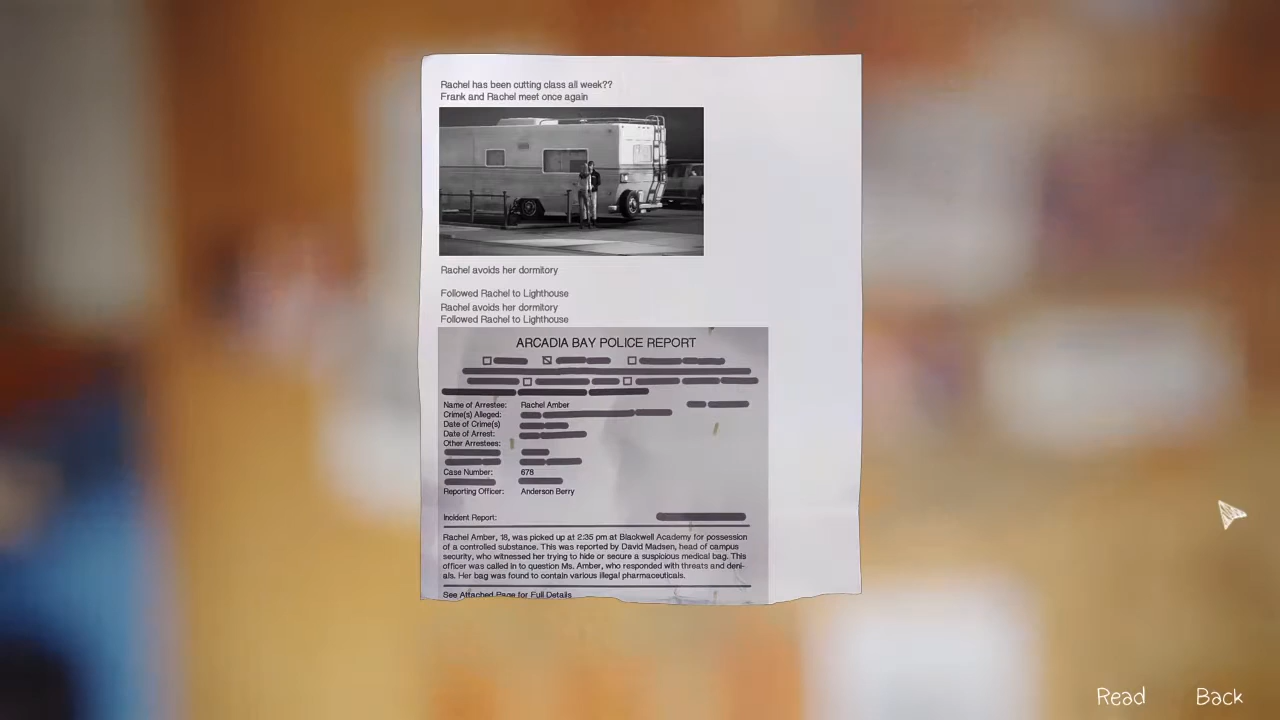 Rachel has been cutting class all week??
Frank and Rachel meet once again
Rachel avoids her dormitory
Followed Rachel to Lighthouse
Rachel avoids her dormitory
Followed Rachel to Lighthouse
ARCADIA BAY POLICE REPORT
Name of Arrestee: Rachel Amber
Crime(s) Alleged:
Date of Crime(s)
Date of Arrest:
Other Arrestees:
Case Number: 678
Reporting Officer: Anderson Berry
Incident Report:
Rachel Amber, 18, was picked up at 2:35 pm at Blackwell Academy for possession
of a controlled substance. This was reported by David Madsen, head of campus
security, who witnessed her trying to hide or secure a suspicious medical bag. This
officer was called in to question Ms. Amber, who responded with threats and deni-
als. Her bag was found to contain various illegal pharmaceuticals.
See Attached Page for Full Details
Read Back